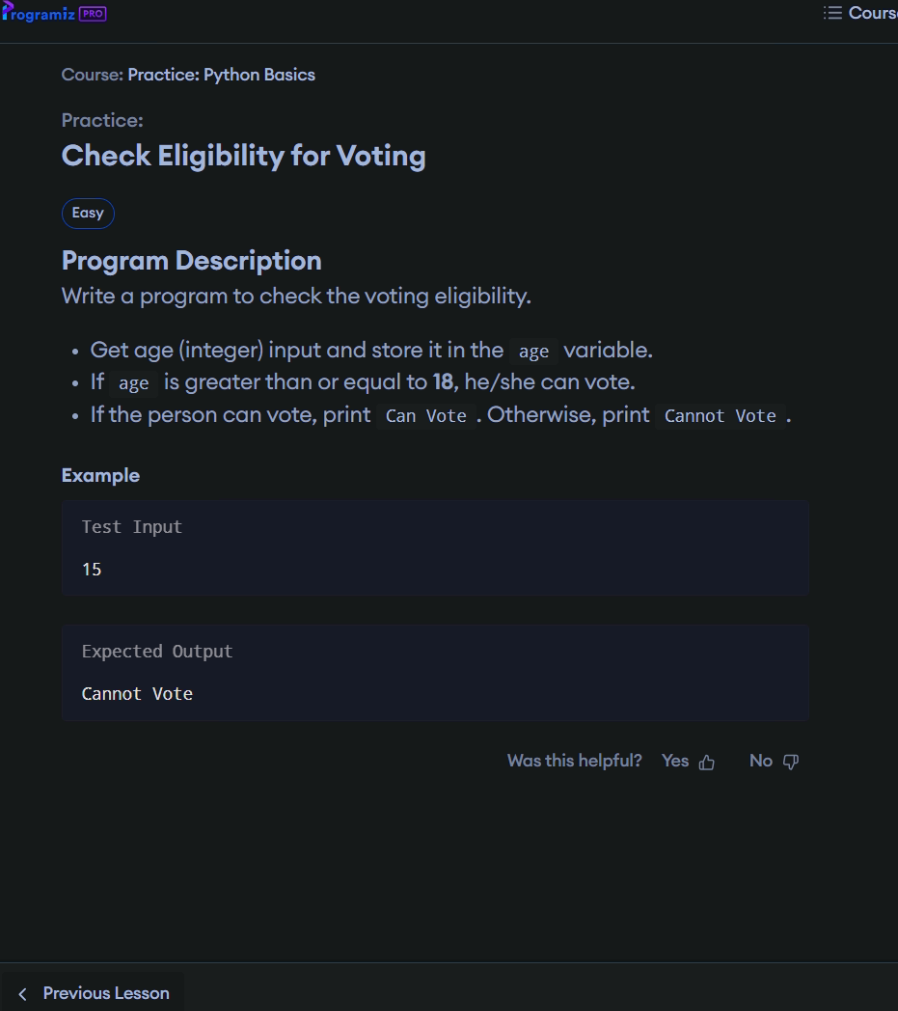 Programiz PRO
Course: Practice: Python Basics
Practice:
Check Eligibility for Voting
Easy
Program Description
Write a program to check the voting eligibility.
• Get age (integer) input and store it in the age variable.
• If age is greater than or equal to 18, he/she can vote.
• If the person can vote, print Can Vote . Otherwise, print Cannot Vote .
Example
Test Input
15
Expected Output
Cannot Vote
Was this helpful? Yes No
Previous Lesson